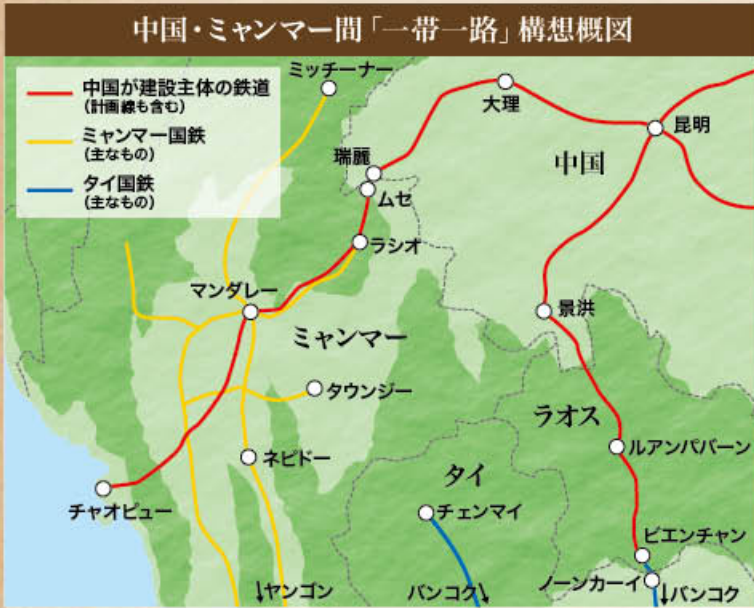 中国・ミャンマー間「一帯一路」構想概図
中国が建設主体の鉄道
(計画線も含む)
ミャンマー国鉄
(主なもの)
タイ国鉄
(主なもの)
ミッチーナー
大理
昆明
瑞麗
中国
ムセ
ラシオ
マンダレー
景洪
ミャンマー
タウンジー
ラオス
ルアンパバーン
ネピドー
タイ
チャオピュー
チェンマイ
ビエンチャン
ノーンカーイ
↓ヤンゴン
バンコク↘
↓バンコク